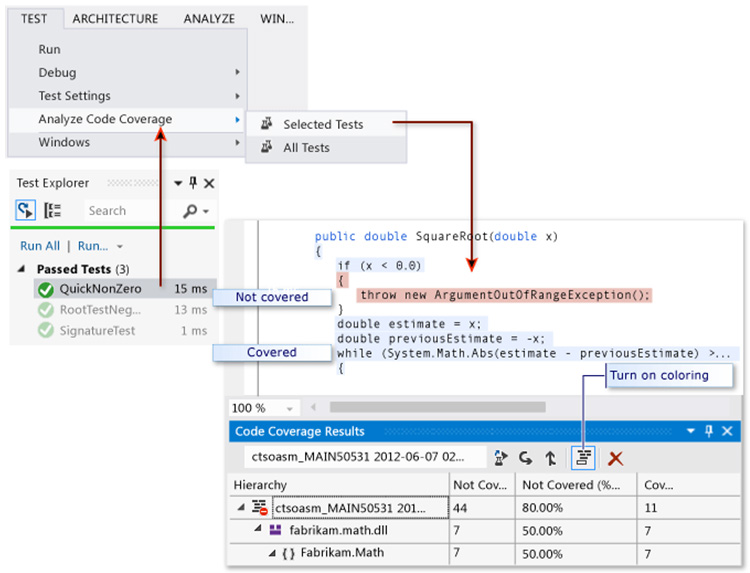 TEST ARCHITECTURE ANALYZE WIN...
Run
Debug
Test Settings
Analyze Code Coverage
Windows
Selected Tests
All Tests
Test Explorer
Search
Run All | Run...
Passed Tests (3)
QuickNonZero 15 ms
RootTestNeg... 13 ms
SignatureTest 1 ms
Not covered
Covered
public double SquareRoot(double x)
{
if (x < 0.0)
{
throw new ArgumentOutOfRangeException();
}
double estimate = x;
double previousEstimate = -x;
while (System.Math.Abs(estimate - previousEstimate) >...
{
Turn on coloring
100 %
Code Coverage Results
ctsoasm_MAIN50531 2012-06-07 02...
Hierarchy Not Cov... Not Covered (%... Cov...
ctsoasm_MAIN50531 201... 44 80.00% 11
fabrikam.math.dll 7 50.00% 7
{ } Fabrikam.Math 7 50.00% 7